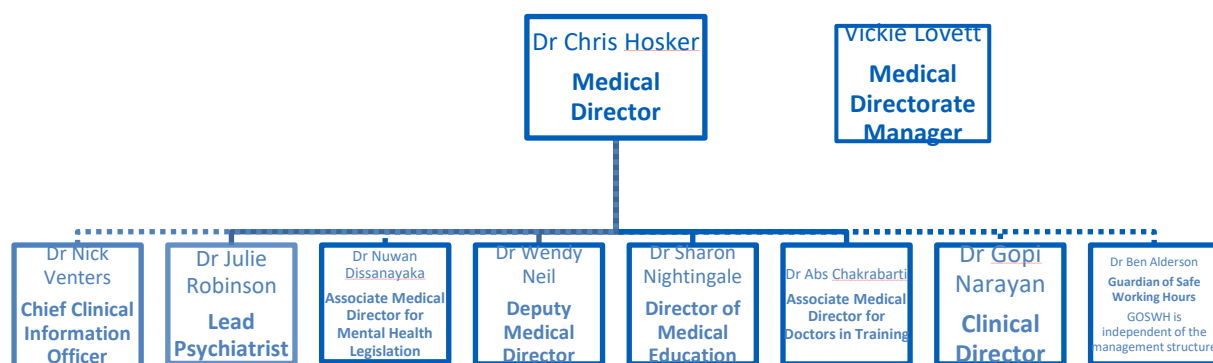 Dr Chris Hosker
Medical
Director
Vickie Lovett
Medical
Directorate
Manager
Dr Nick
Venters
Chief Clinical
Information
Officer
Dr Julie
Robinson
Lead
Psychiatrist
Dr Nuwan
Dissanayaka
Associate Medical
Director for
Mental Health
Legislation
Dr Wendy
Neil
Deputy
Medical
Director
Dr Sharon
Nightingale
Director of
Medical
Education
Dr Abs Chakrabarti
Associate Medical
Director for
Doctors in Training
Dr Gopi
Narayan
Clinical
Director
Dr Ben Alderson
Guardian of Safe
Working Hours
GOSWH is
independent of the
management structure